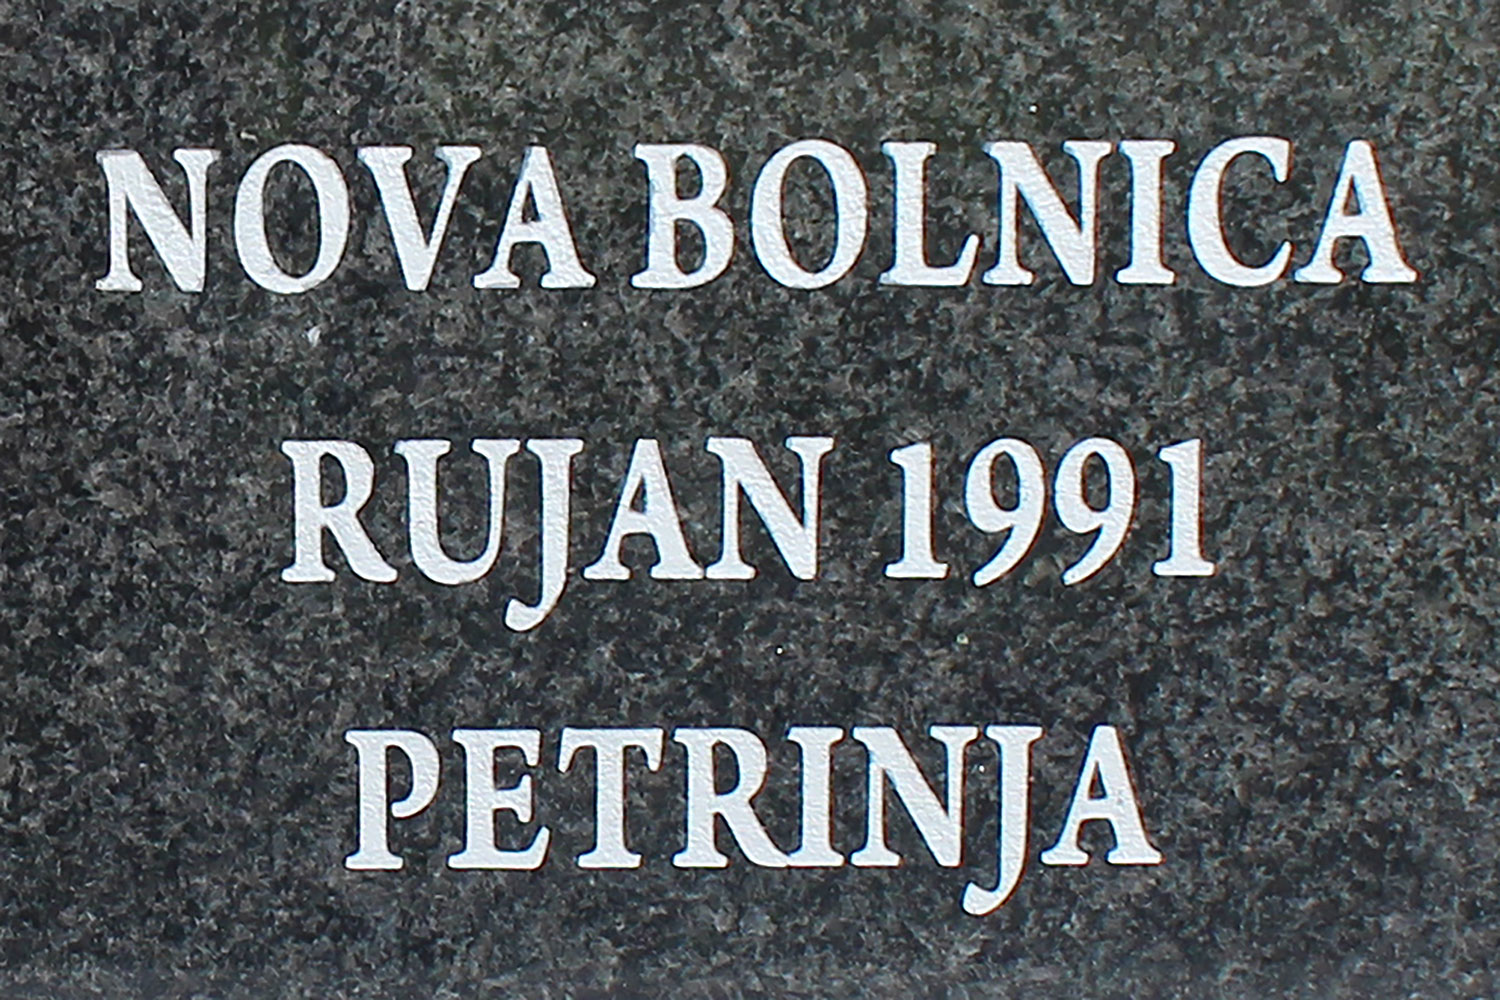 NOVA BOLNICA
RUJAN 1991
PETRINJA